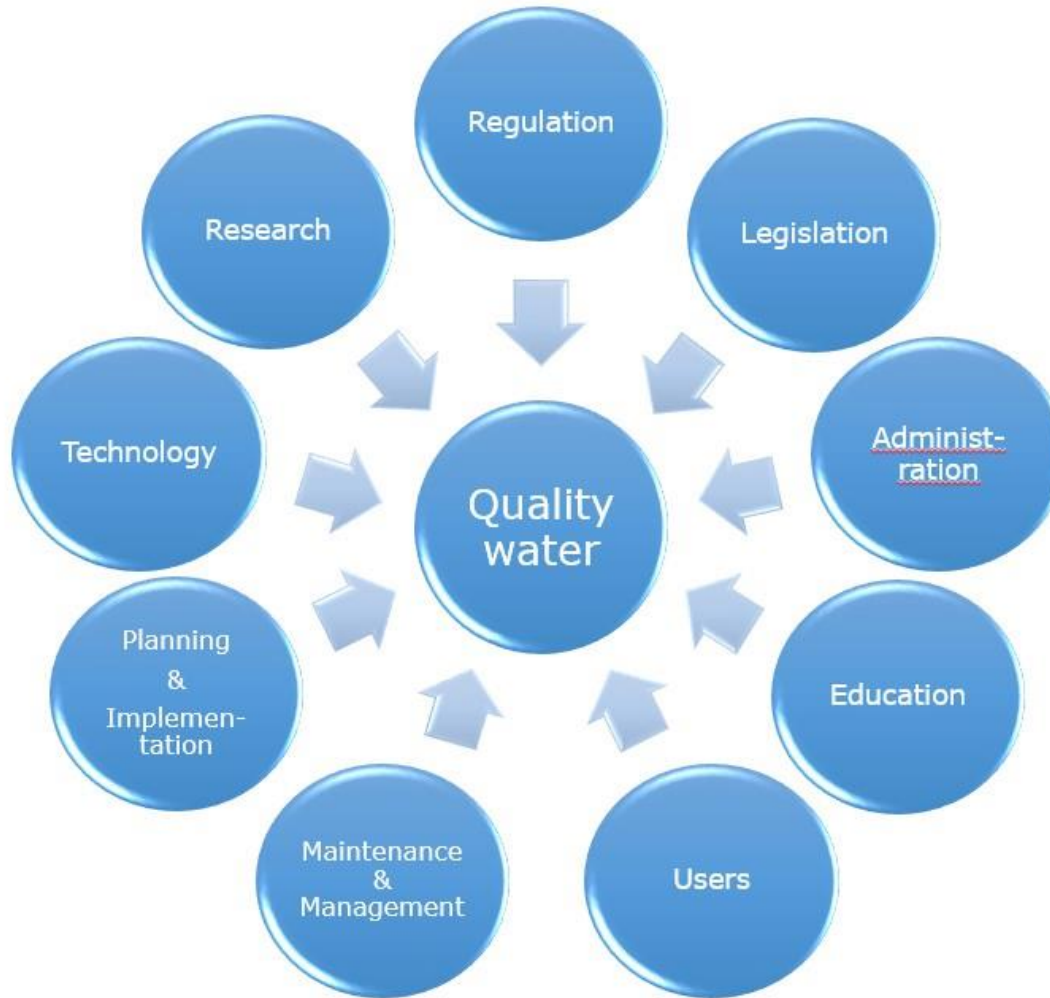 Regulation
Legislation
Administ-
ration
Education
Users
Maintenance
&
Management
Planning
&
Implemen-
tation
Technology
Research
Quality
water